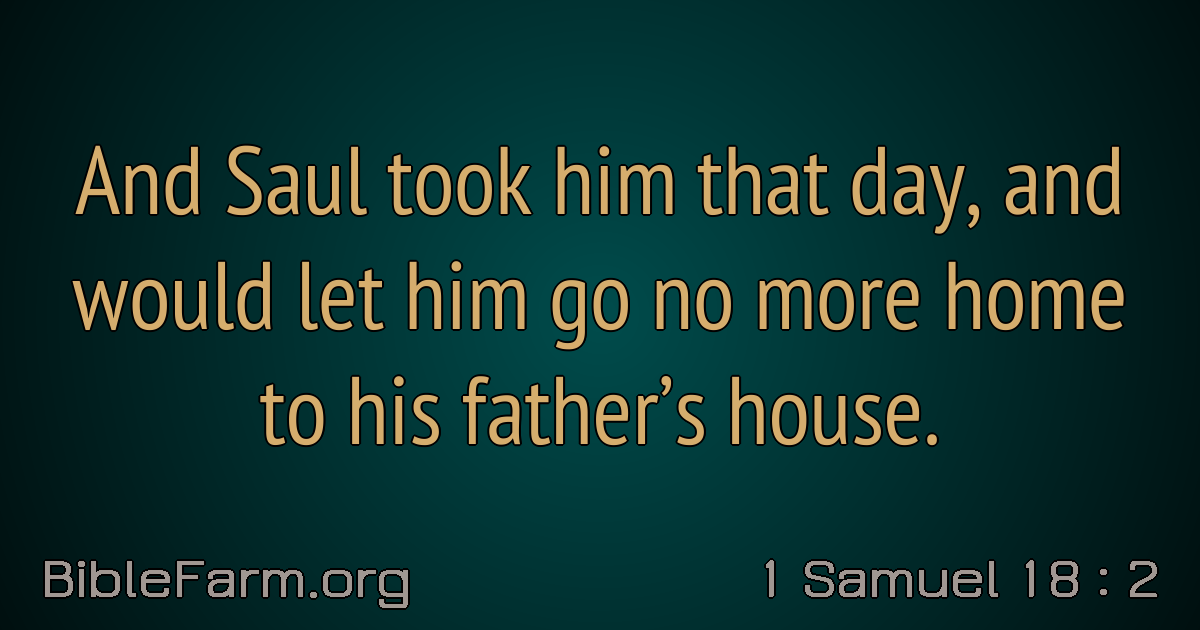 And Saul took him that day, and
would let him go no more home
to his father’s house.
BibleFarm.org
1 Samuel 18 : 2